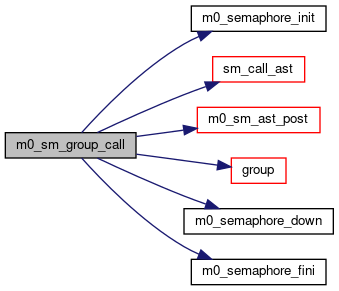 m0_semaphore_init
sm_call_ast
m0_sm_ast_post
m0_sm_group_call
group
m0_semaphore_down
m0_semaphore_fini